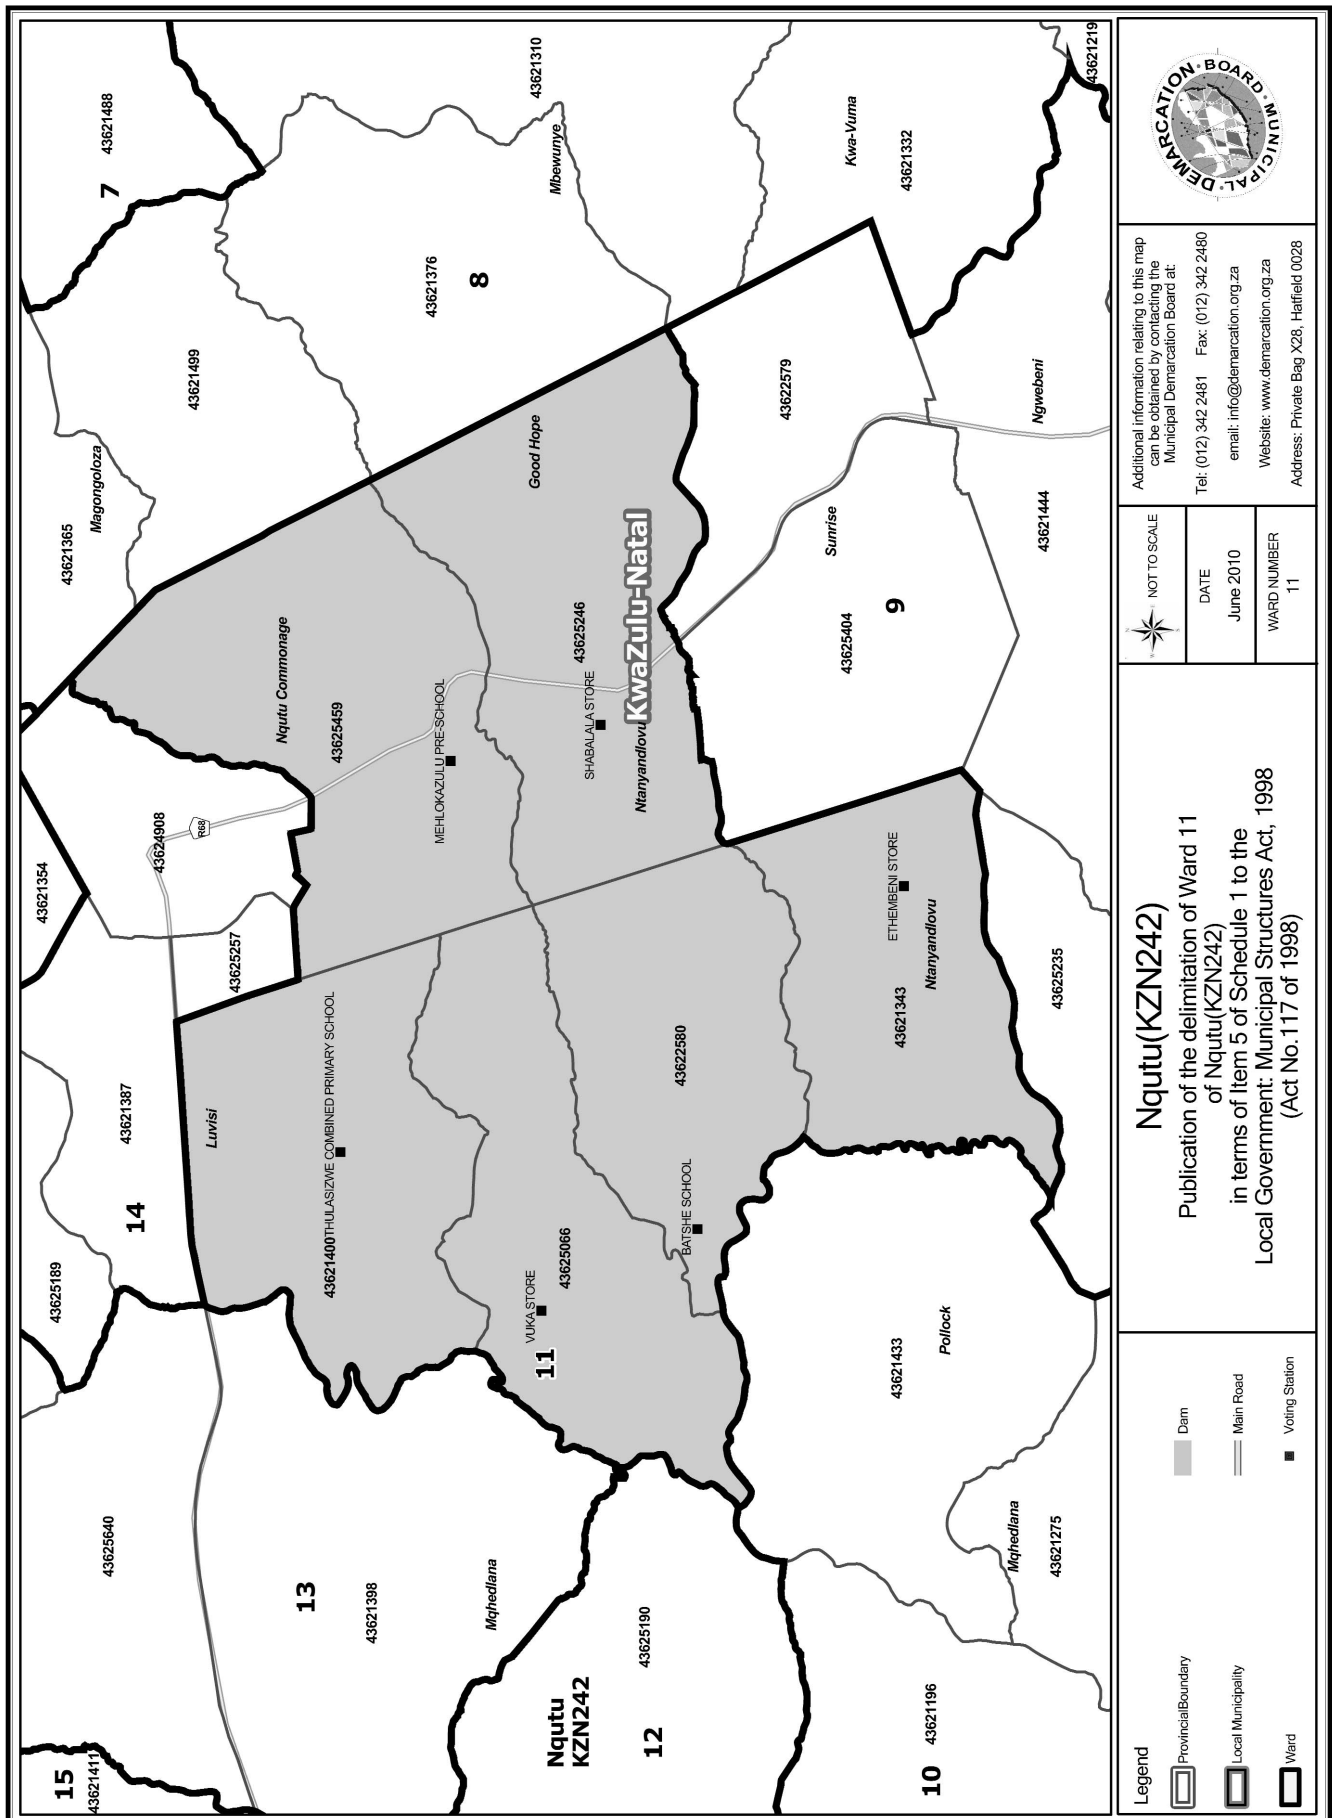 15
43621411
43625640
43625189
14
43621387
43621354
43624908
R68
43625257
43621365
Magongoloza
43621499
7
43621488
43621310
Mbewunye
43621376
8
Kwa-Vuma
43621332
43621219
13
43621398
Mqhedlana
Luvisi
43621400
THULASIZWE COMBINED PRIMARY SCHOOL
Nqutu Commonage
43625459
MEHLOKAZULU PRE-SCHOOL
Good Hope
VUKA STORE
11
43625066
SHABALALA STORE
43625246
KwaZulu-Natal
Ntanyandlovu
43622580
BATSHE SCHOOL
Nqutu
KZN242
12
43625190
43622579
Sunrise
43625404
9
ETHEMBENI STORE
43621343
Ntanyandlovu
43621433
Pollock
10
43621196
Mqhedlana
43621275
43625235
43621444
Ngwebeni
Legend
ProvincialBoundary
Local Municipality
Ward
Dam
Main Road
Voting Station
Nqutu(KZN242)
Publication of the delimitation of Ward 11
of Nqutu(KZN242)
in terms of Item 5 of Schedule 1 to the
Local Government: Municipal Structures Act, 1998
(Act No.117 of 1998)
NOT TO SCALE
DATE
June 2010
WARD NUMBER
11
Additional information relating to this map
can be obtained by contacting the
Municipal Demarcation Board at:
Tel: (012) 342 2481 Fax: (012) 342 2480
email: info@demarcation.org.za
Website: www.demarcation.org.za
Address: Private Bag X28, Hatfield 0028
MUNICIPAL DEMARCATION BOARD